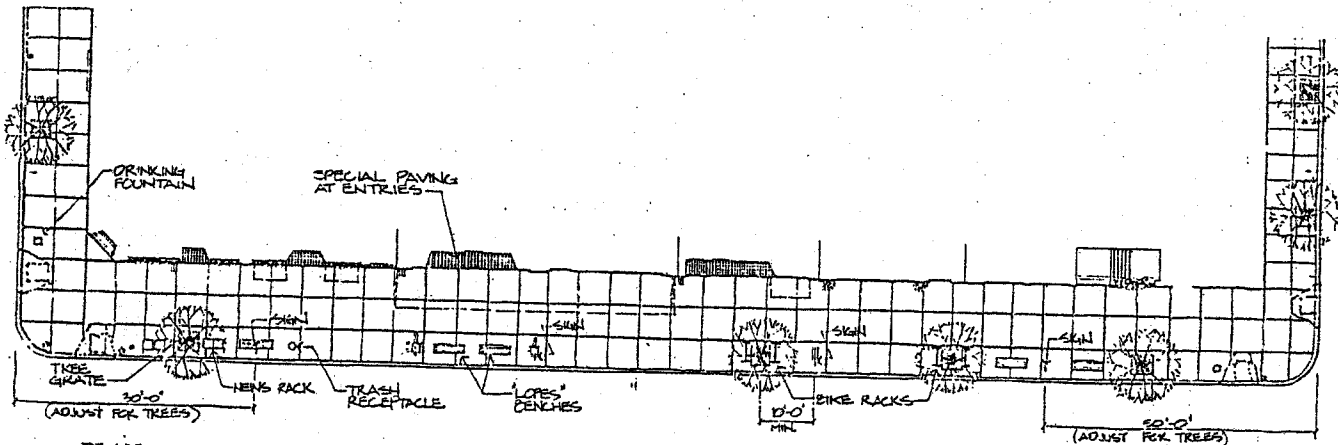 DRINKING
FOUNTAIN
SPECIAL PAVING
AT ENTRIES
SIGN
SIGN
SIGN
SIGN
TREE
GRATE
NEWS RACK
TRASH
RECEPTACLE
"LOPES"
BENCHES
BIKE RACKS
30'-0"
(ADJUST FOR TREES)
10'-0"
MIN.
50'-0"
(ADJUST FOR TREES)